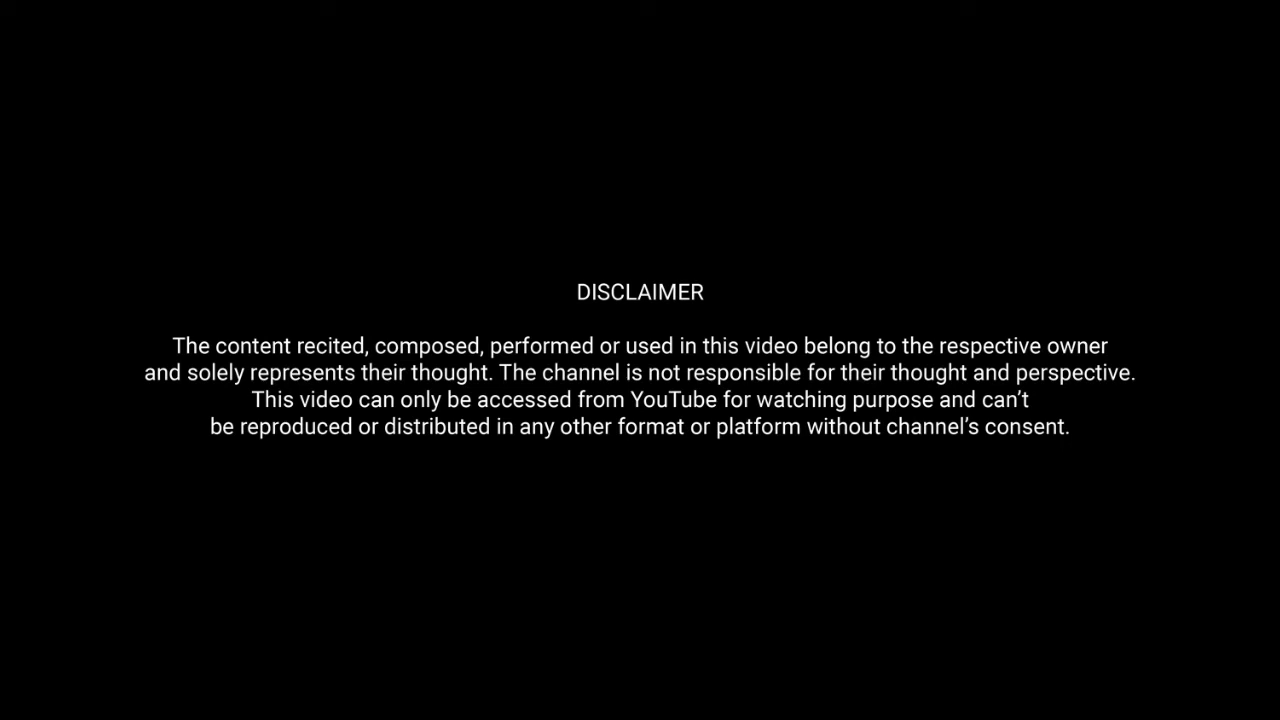 DISCLAIMER
The content recited, composed, performed or used in this video belong to the respective owner
and solely represents their thought. The channel is not responsible for their thought and perspective.
This video can only be accessed from YouTube for watching purpose and can’t
be reproduced or distributed in any other format or platform without channel’s consent.